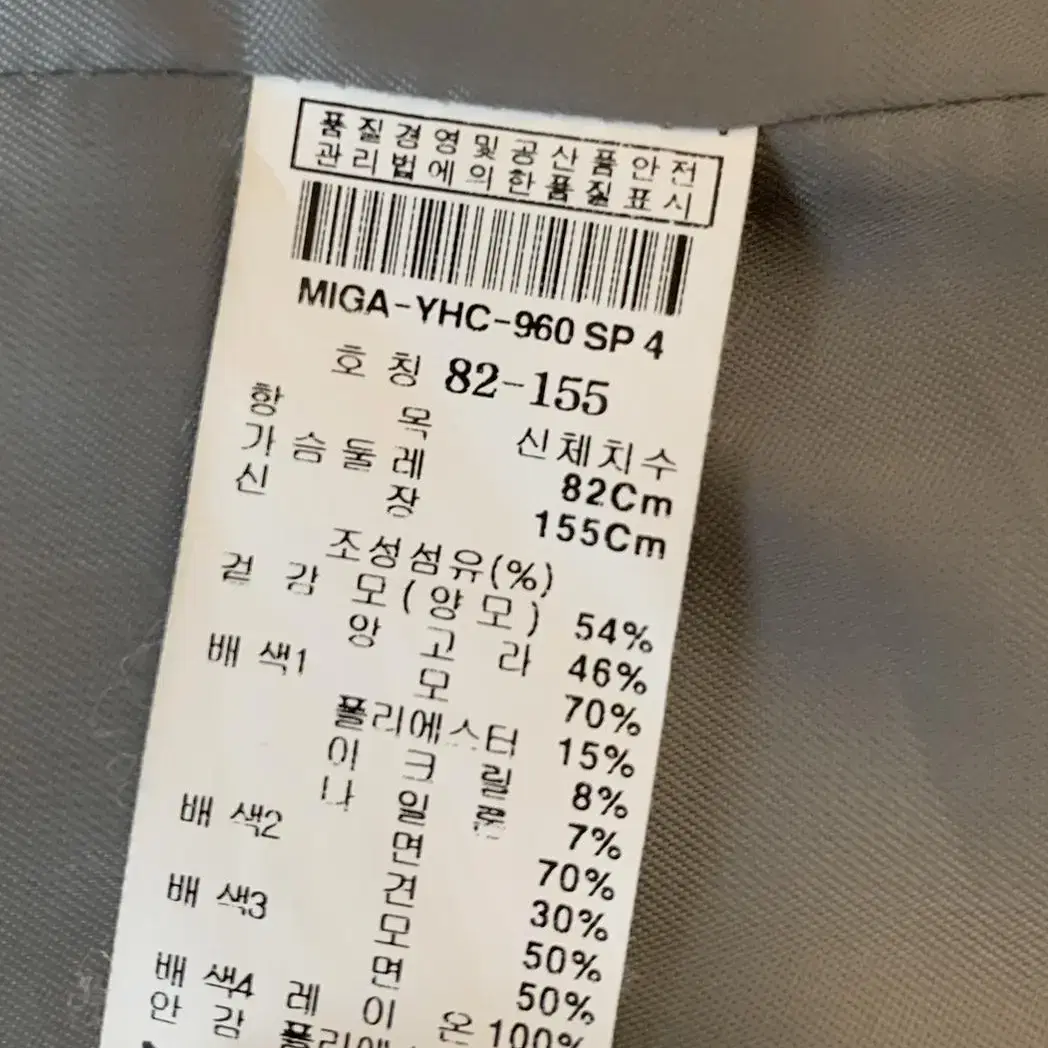 품질경영및공산품안전
관리법에의한품질표시
MIGA-YHC-960 SP 4
호칭 82-155
항 목 신체치수
가슴둘레 82Cm
신 장 155Cm
조성섬유(%)
겉 감 모(양모) 54%
앙 고 라 46%
배 색1 모 70%
폴리에스터 15%
아 크 릴 8%
나 일 론 7%
배 색2 면 70%
견 30%
배 색3 모 50%
면 50%
배 색4 레 이 온 100%
안 감 폴리에